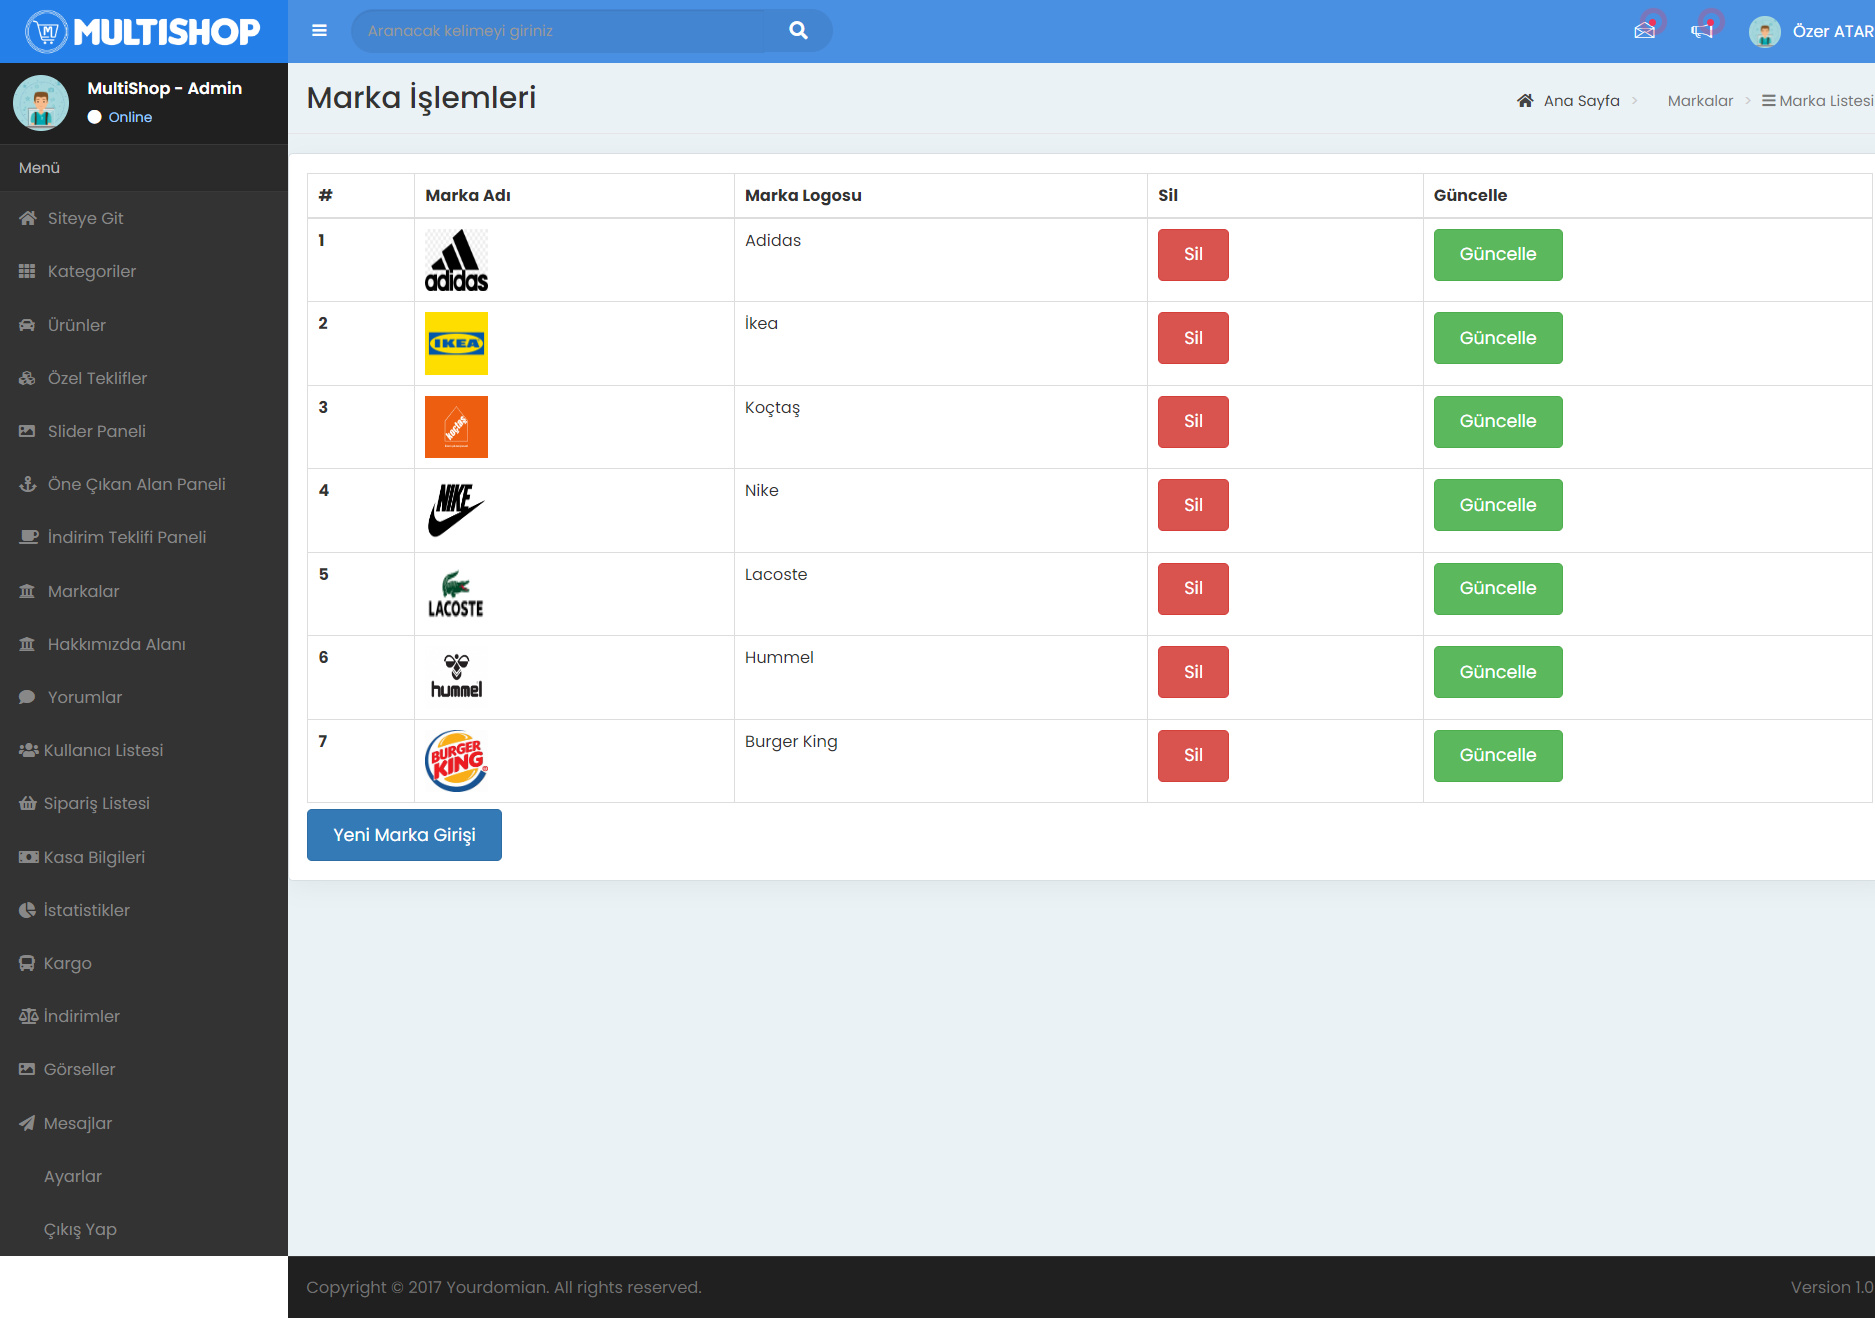 MULTISHOP
Aranacak kelimeyi giriniz
Özer ATAR
MultiShop - Admin
Online
Menü
Siteye Git
Kategoriler
Ürünler
Özel Teklifler
Slider Paneli
Öne Çıkan Alan Paneli
İndirim Teklifi Paneli
Markalar
Hakkımızda Alanı
Yorumlar
Kullanıcı Listesi
Sipariş Listesi
Kasa Bilgileri
İstatistikler
Kargo
İndirimler
Görseller
Mesajlar
Ayarlar
Çıkış Yap
Marka İşlemleri
Ana Sayfa > Markalar > Marka Listesi
# Marka Adı Marka Logosu Sil Güncelle
1 adidas Adidas Sil Güncelle
2 IKEA İkea Sil Güncelle
3 koçtaş Koçtaş Sil Güncelle
4 NIKE Nike Sil Güncelle
5 LACOSTE Lacoste Sil Güncelle
6 hummel Hummel Sil Güncelle
7 BURGER KING Burger King Sil Güncelle
Yeni Marka Girişi
Copyright © 2017 Yourdomian. All rights reserved.
Version 1.0